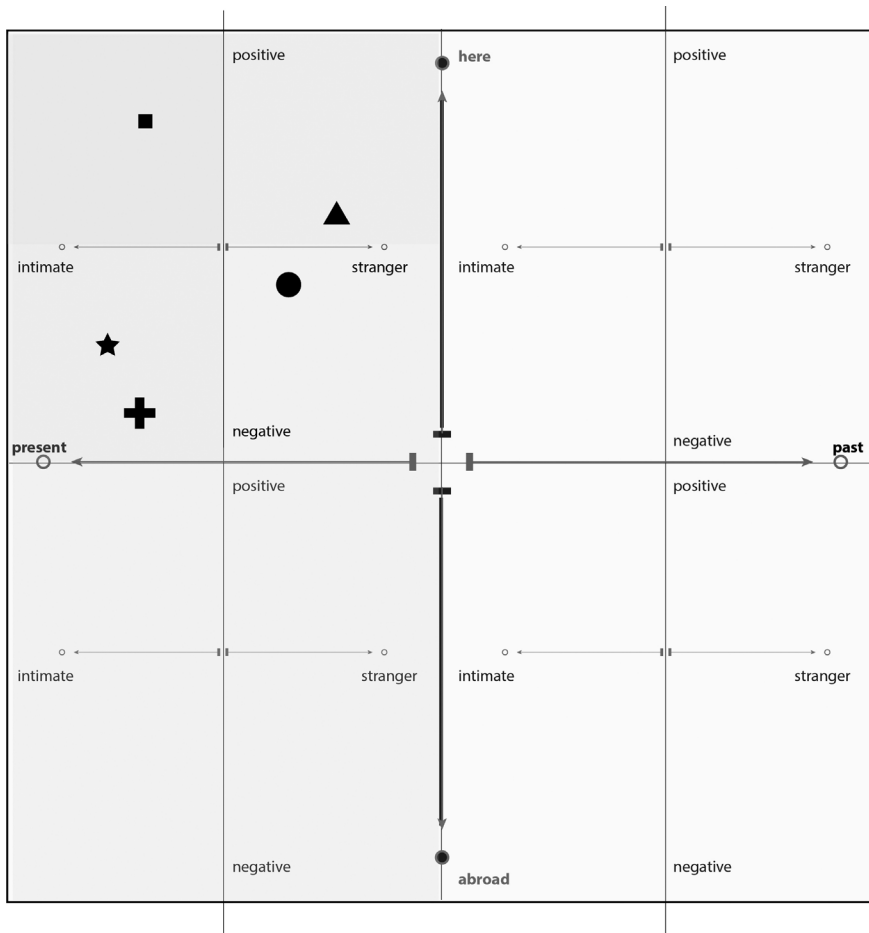 positive
here
positive
intimate
stranger
intimate
stranger
negative
negative
present
past
positive
positive
intimate
stranger
intimate
stranger
negative
negative
abroad